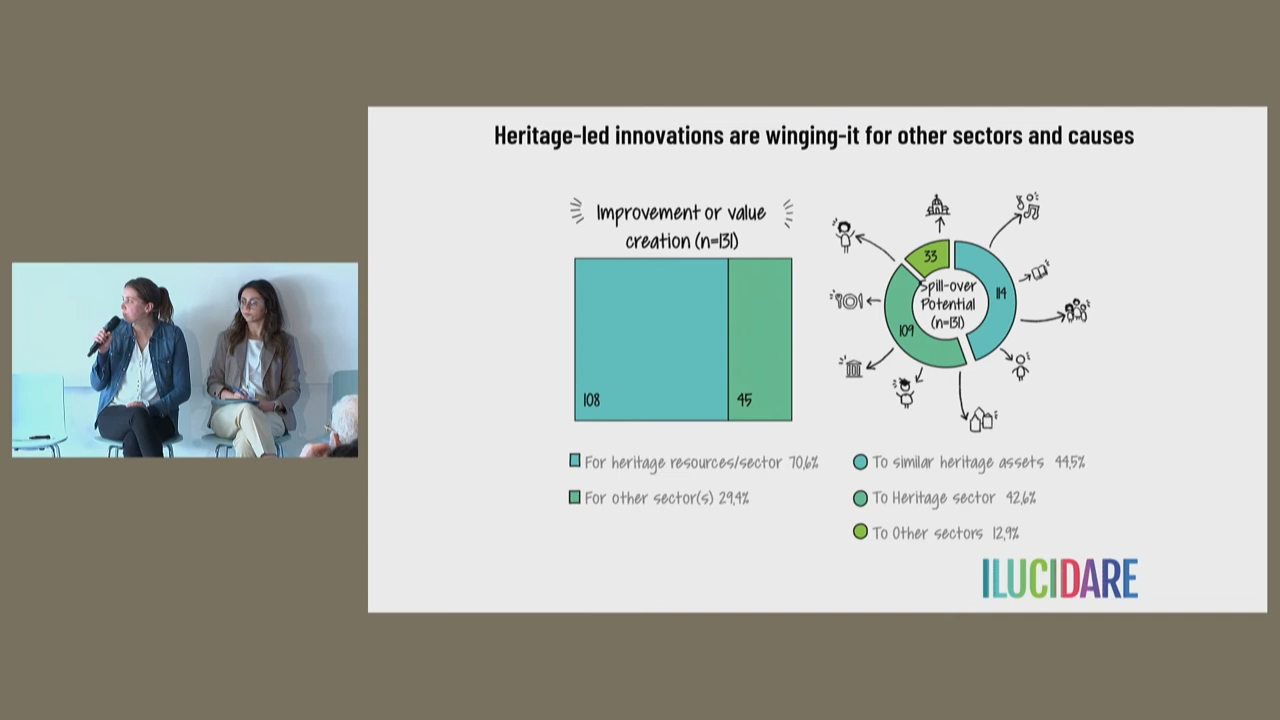 Heritage-led innovations are winging-it for other sectors and causes
Improvement or value
creation (n=131)
108
45
For heritage resources/sector 70,6%
For other sector(s) 29,4%
33
114
109
Spill-over
Potential
(n=131)
To similar heritage assets 44,5%
To Heritage sector 42,6%
To Other sectors 12,9%
ILUCIDARE